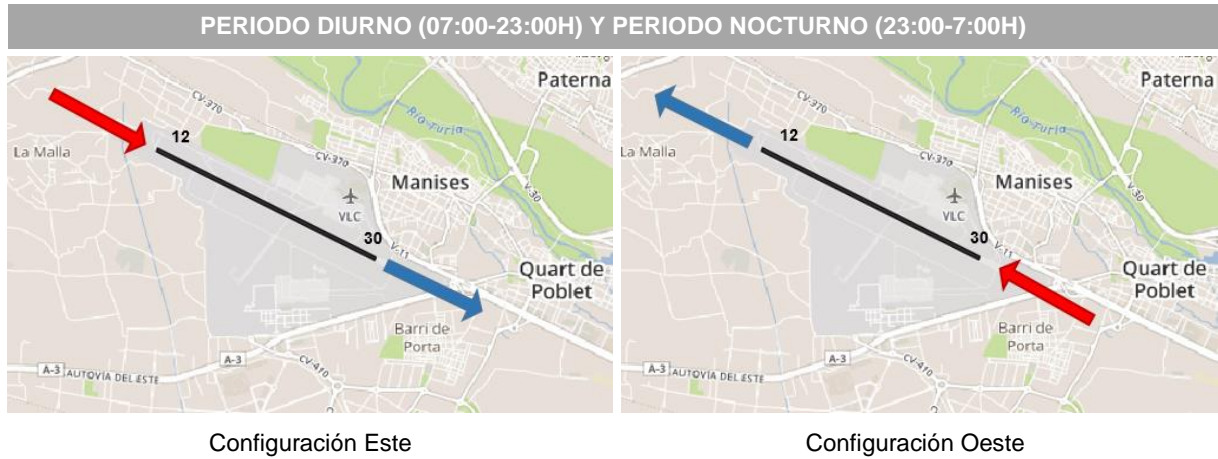 PERIODO DIURNO (07:00-23:00H) Y PERIODO NOCTURNO (23:00-7:00H)
Paterna
CV-370
Río Turia
12
La Malla
CV-370
V-30
Manises
VLC
30
V-11
Quart de
Poblet
Barri de
Porta
A-3
CV-410
A-3
AUTOVÍA DEL ESTE
Paterna
CV-370
Río Turia
12
La Malla
CV-370
V-30
Manises
VLC
30
V-11
Quart de
Poblet
Barri de
Porta
A-3
CV-410
A-3
AUTOVÍA DEL ESTE
Configuración Este
Configuración Oeste